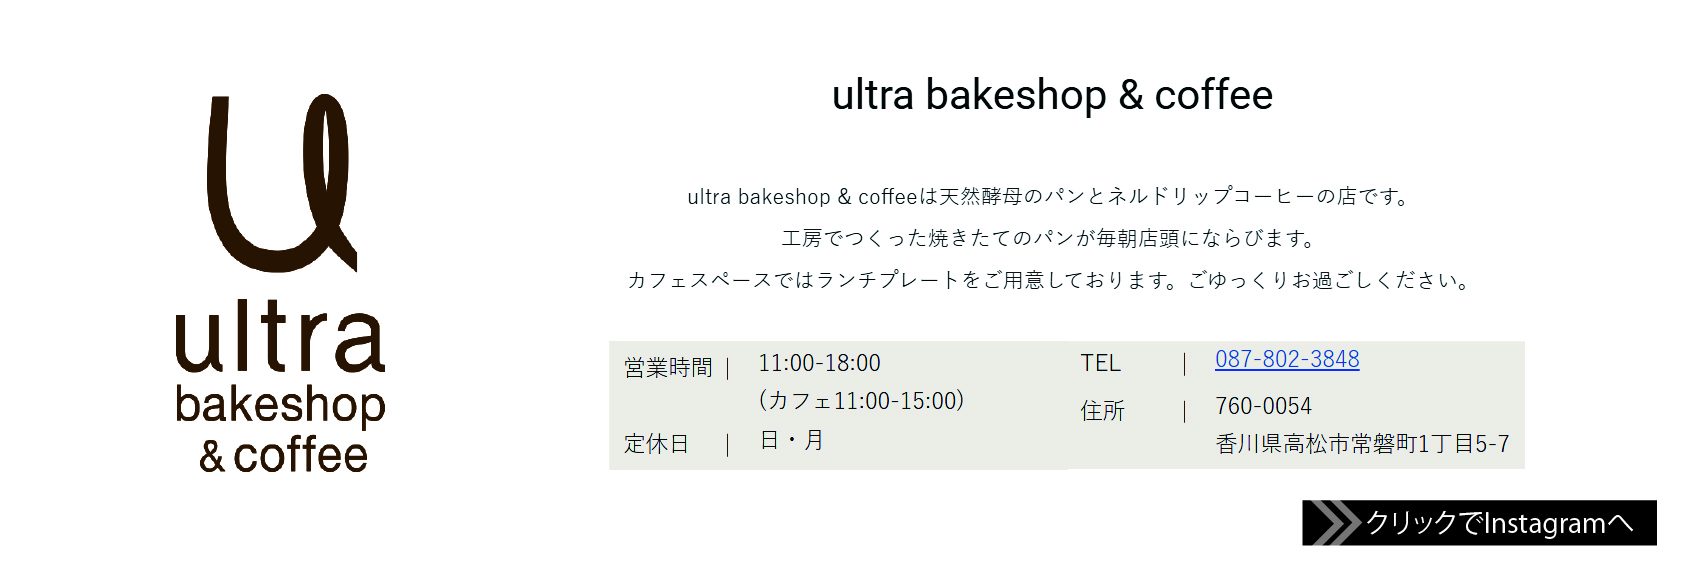 u
ultra
bakeshop
& coffee
ultra bakeshop & coffee
ultra bakeshop & coffeeは天然酵母のパンとネルドリップコーヒーの店です。
工房でつくった焼きたてのパンが毎朝店頭にならびます。
カフェスペースではランチプレートをご用意しております。ごゆっくりお過ごしください。
営業時間 | 11:00-18:00
(カフェ11:00-15:00)
定休日 | 日・月
TEL | 087-802-3848
住所 | 760-0054
香川県高松市常磐町1丁目5-7
クリックでInstagramへ